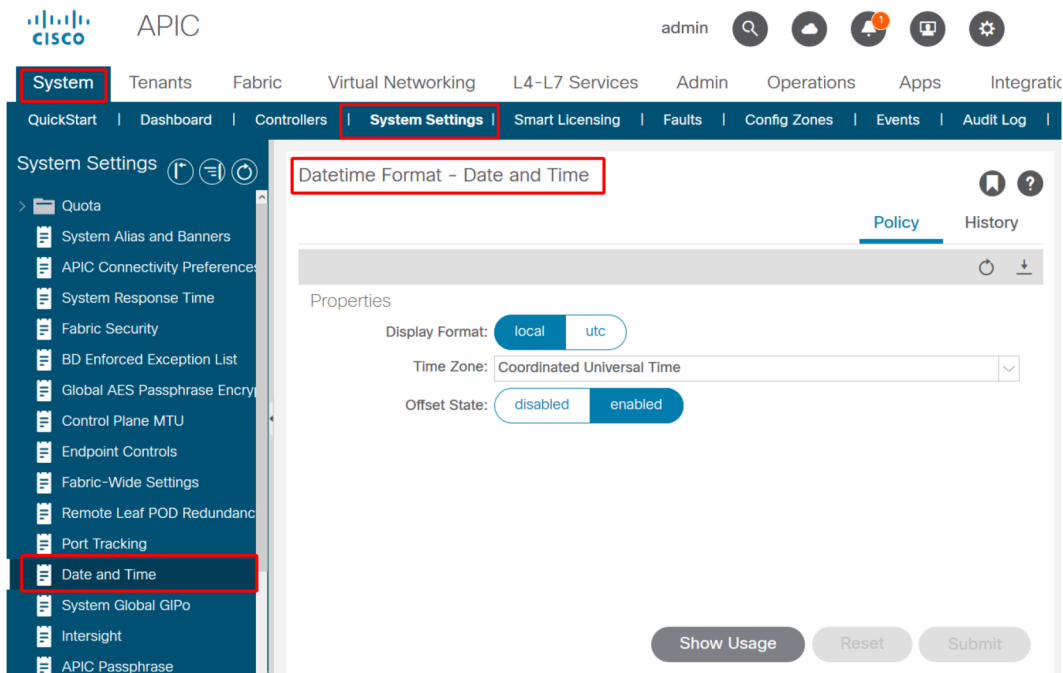 CISCO
APIC
admin
1
System Tenants Fabric Virtual Networking L4-L7 Services Admin Operations Apps Integratic
QuickStart | Dashboard | Controllers | System Settings | Smart Licensing | Faults | Config Zones | Events | Audit Log |
System Settings
Quota
System Alias and Banners
APIC Connectivity Preferences
System Response Time
Fabric Security
BD Enforced Exception List
Global AES Passphrase Encryp
Control Plane MTU
Endpoint Controls
Fabric-Wide Settings
Remote Leaf POD Redundanc
Port Tracking
Date and Time
System Global GIPo
Intersight
APIC Passphrase
Datetime Format - Date and Time
?
Policy History
Properties
Display Format: local utc
Time Zone: Coordinated Universal Time
Offset State: disabled enabled
Show Usage Reset Submit